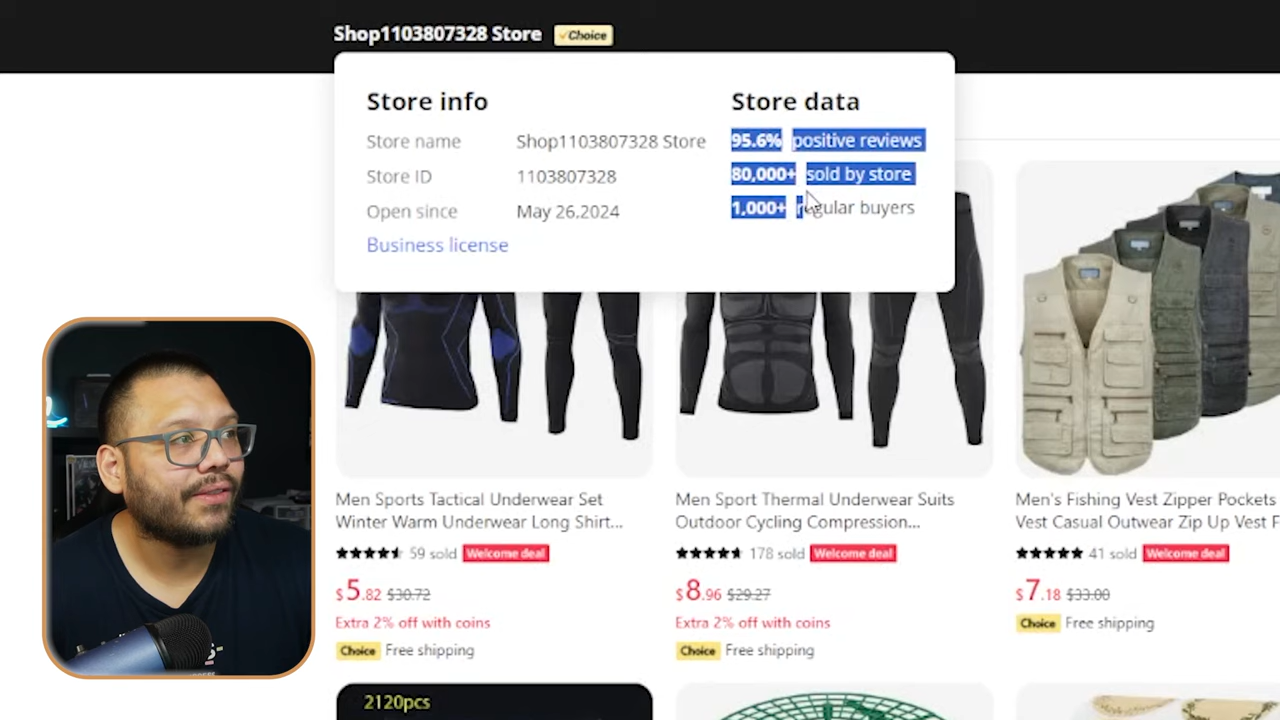 Shop1103807328 Store ✓Choice
Store info
Store name Shop1103807328 Store
Store ID 1103807328
Open since May 26,2024
Business license
Store data
95.6% positive reviews
80,000+ sold by store
1,000+ regular buyers
Men Sports Tactical Underwear Set
Winter Warm Underwear Long Shirt...
59 sold Welcome deal
$5.82 $30.72
Extra 2% off with coins
Choice Free shipping
Men Sport Thermal Underwear Suits
Outdoor Cycling Compression...
178 sold Welcome deal
$8.96 $29.27
Extra 2% off with coins
Choice Free shipping
Men's Fishing Vest Zipper Pockets
Vest Casual Outwear Zip Up Vest F
41 sold Welcome deal
$7.18 $33.00
Choice Free shipping
2120pcs